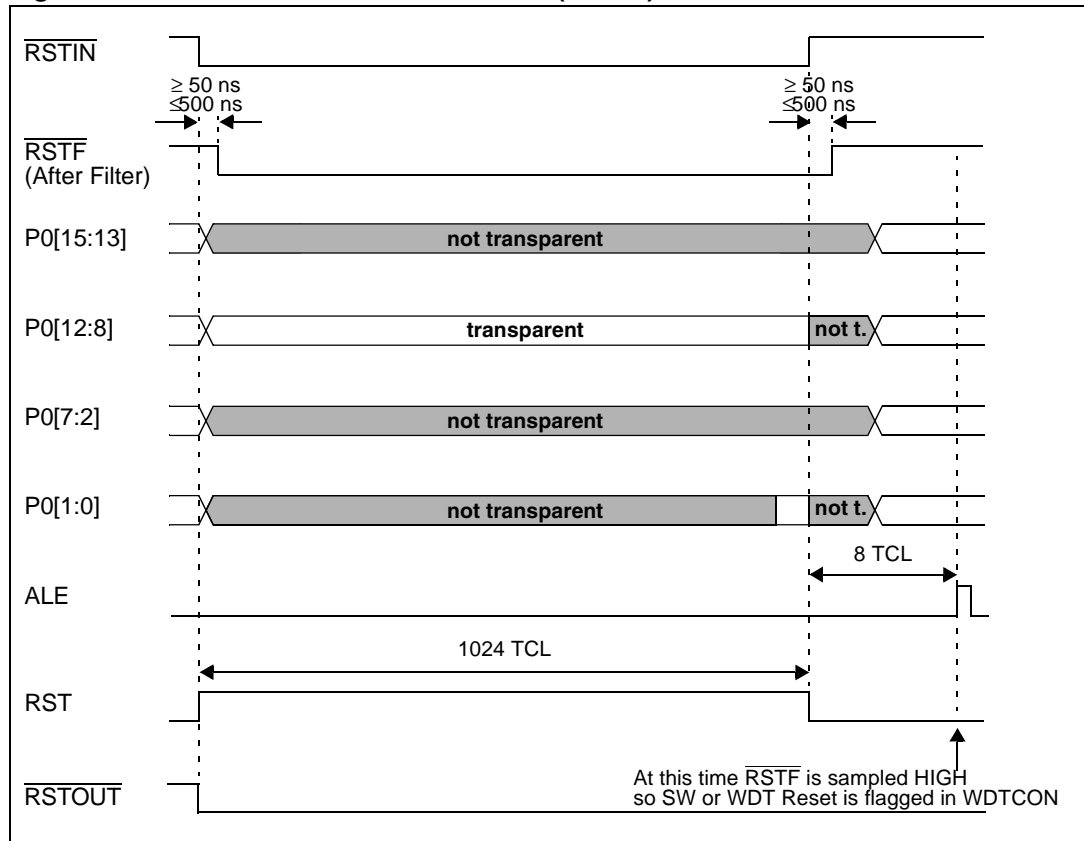 RSTIN
≥ 50 ns
≤500 ns
≥ 50 ns
≤500 ns
RSTF
(After Filter)
P0[15:13]
not transparent
P0[12:8]
transparent
not t.
P0[7:2]
not transparent
P0[1:0]
not transparent
not t.
8 TCL
ALE
1024 TCL
RST
At this time RSTF is sampled HIGH
so SW or WDT Reset is flagged in WDTCON
RSTOUT